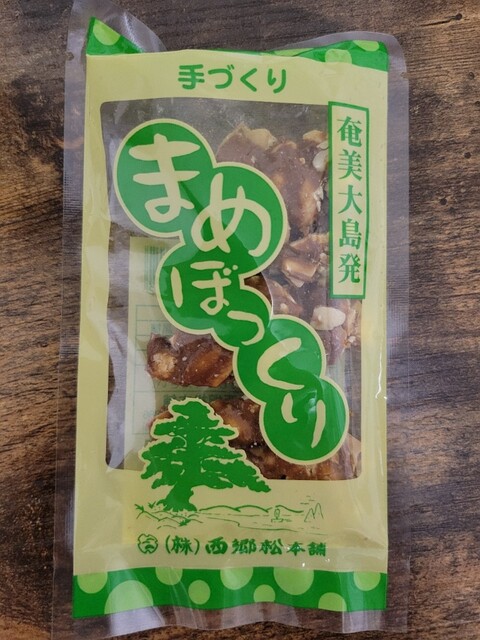 手づくり
奄美大島発
まめ
ぼっくり
(株)西郷松本舗